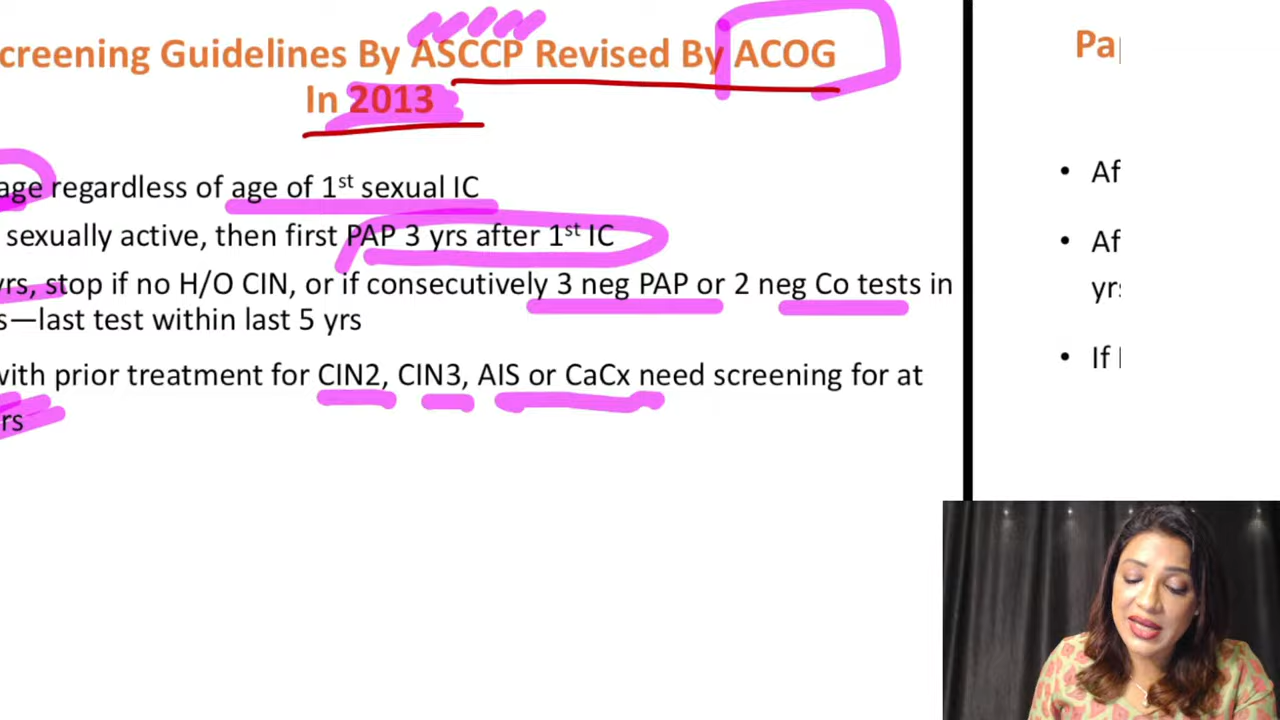 creening Guidelines By ASCCP Revised By ACOG
In 2013
age regardless of age of 1st sexual IC
sexually active, then first PAP 3 yrs after 1st IC
yrs, stop if no H/O CIN, or if consecutively 3 neg PAP or 2 neg Co tests in
s—last test within last 5 yrs
with prior treatment for CIN2, CIN3, AIS or CaCx need screening for at
rs
Pa
• Af
• Af
yrs
• If